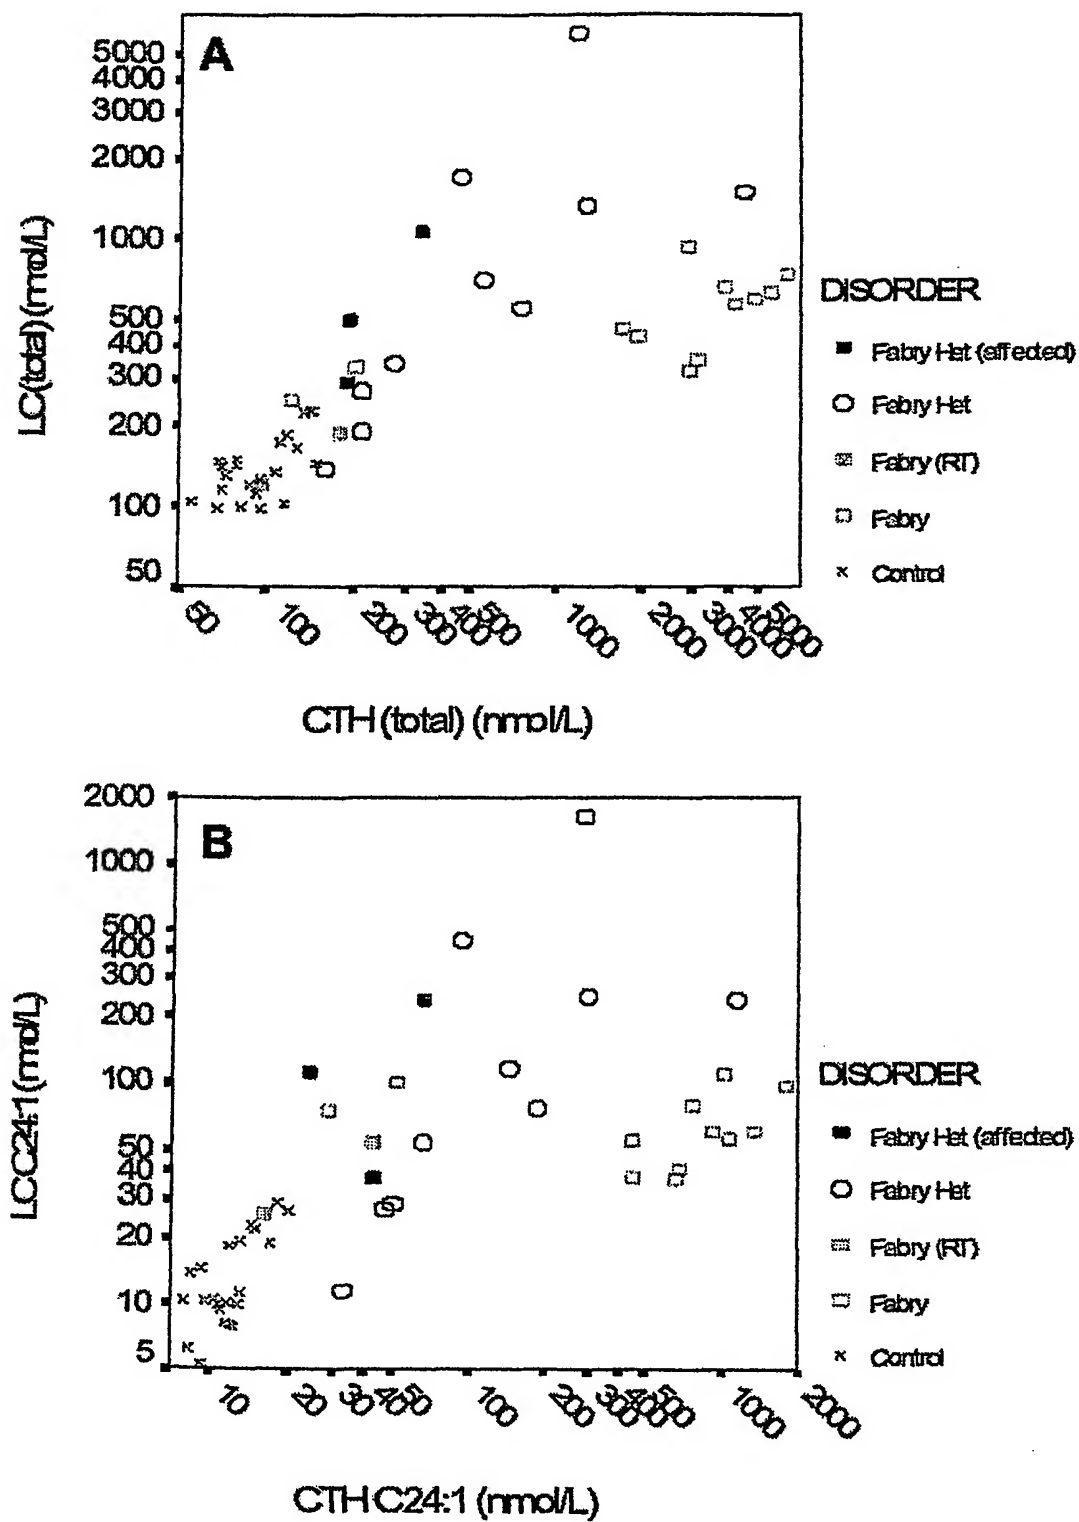 A
5000
4000
3000
2000
1000
500
400
300
200
100
50
LC(total)(nmol/L)
50 100 200 300 400 500 1000 2000 3000 4000 5000
CTH (total) (nmol/L)
DISORDER
Fabry Het (affected)
Fabry Het
Fabry (RT)
Fabry
Control
B
2000
1000
500
400
300
200
100
50
40
30
20
10
5
LCC24:1(nmol/L)
10 20 30 40 50 100 200 300 400 500 1000 2000
CTH C24:1 (nmol/L)
DISORDER
Fabry Het (affected)
Fabry Het
Fabry (RT)
Fabry
Control